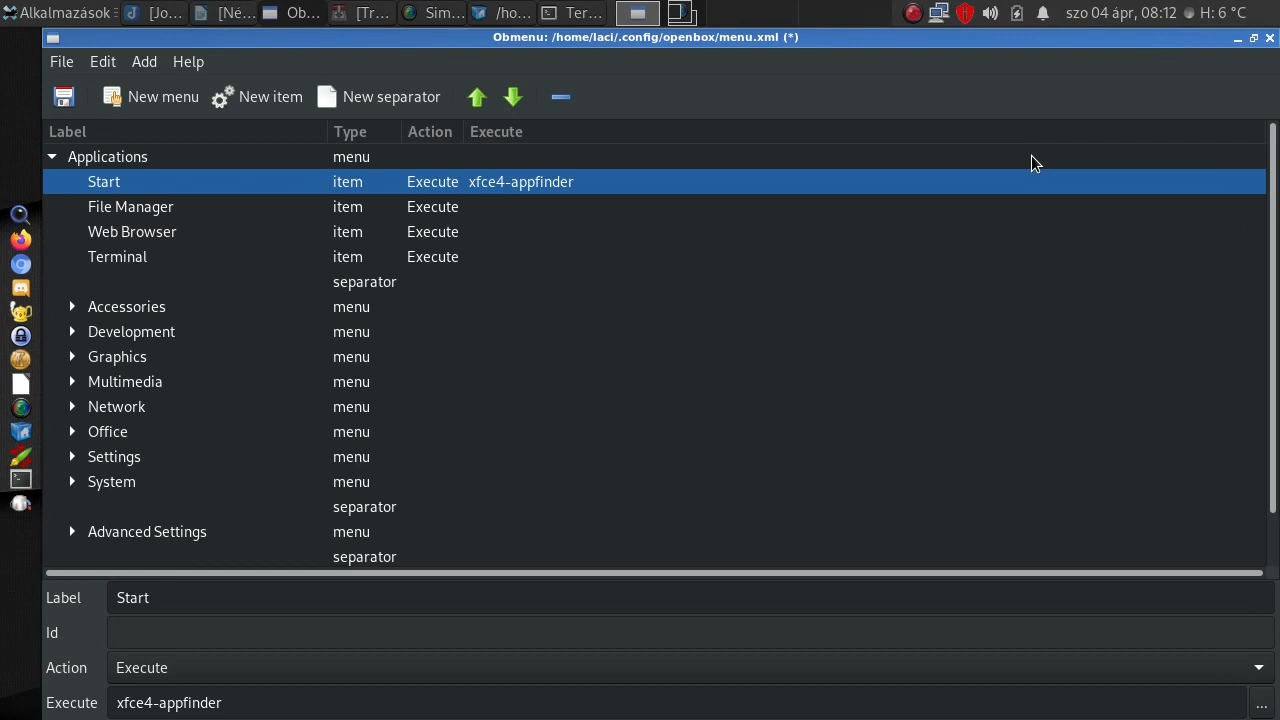 Alkalmazások [Jo... [Né... Ob... [Tr... Sim... /ho... Ter... szo 04 ápr, 08:12 H: 6 °C
Obmenu: /home/laci/.config/openbox/menu.xml (*)
File Edit Add Help
New menu New item New separator
Label Type Action Execute
Applications menu
Start item Execute xfce4-appfinder
File Manager item Execute
Web Browser item Execute
Terminal item Execute
separator
Accessories menu
Development menu
Graphics menu
Multimedia menu
Network menu
Office menu
Settings menu
System menu
separator
Advanced Settings menu
separator
Label Start
Id
Action Execute
Execute xfce4-appfinder ...